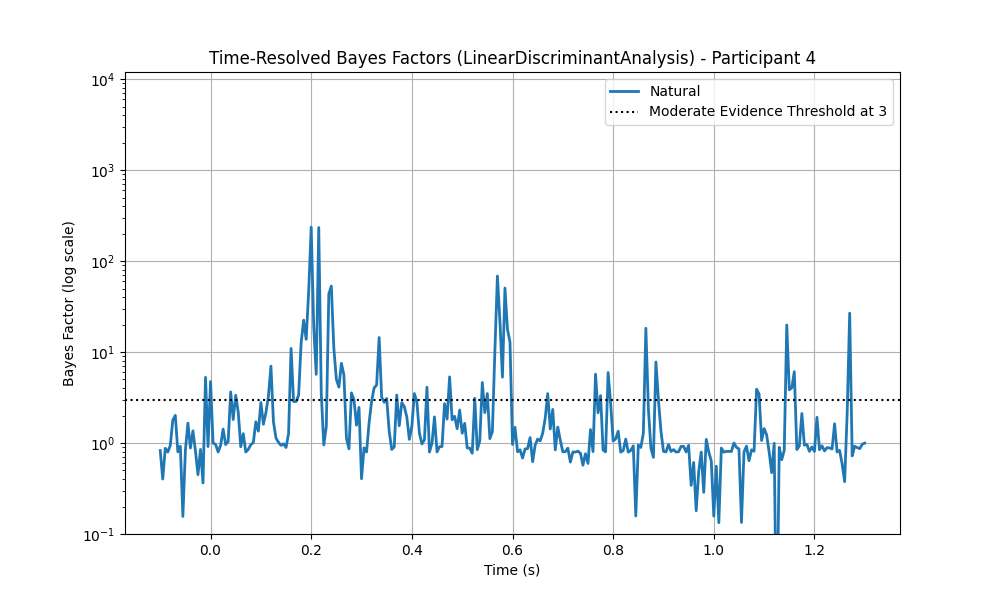 Time-Resolved Bayes Factors (LinearDiscriminantAnalysis) - Participant 4
Natural
Moderate Evidence Threshold at 3
Bayes Factor (log scale)
10⁴
10³
10²
10¹
10⁰
10⁻¹
0.0 0.2 0.4 0.6 0.8 1.0 1.2
Time (s)